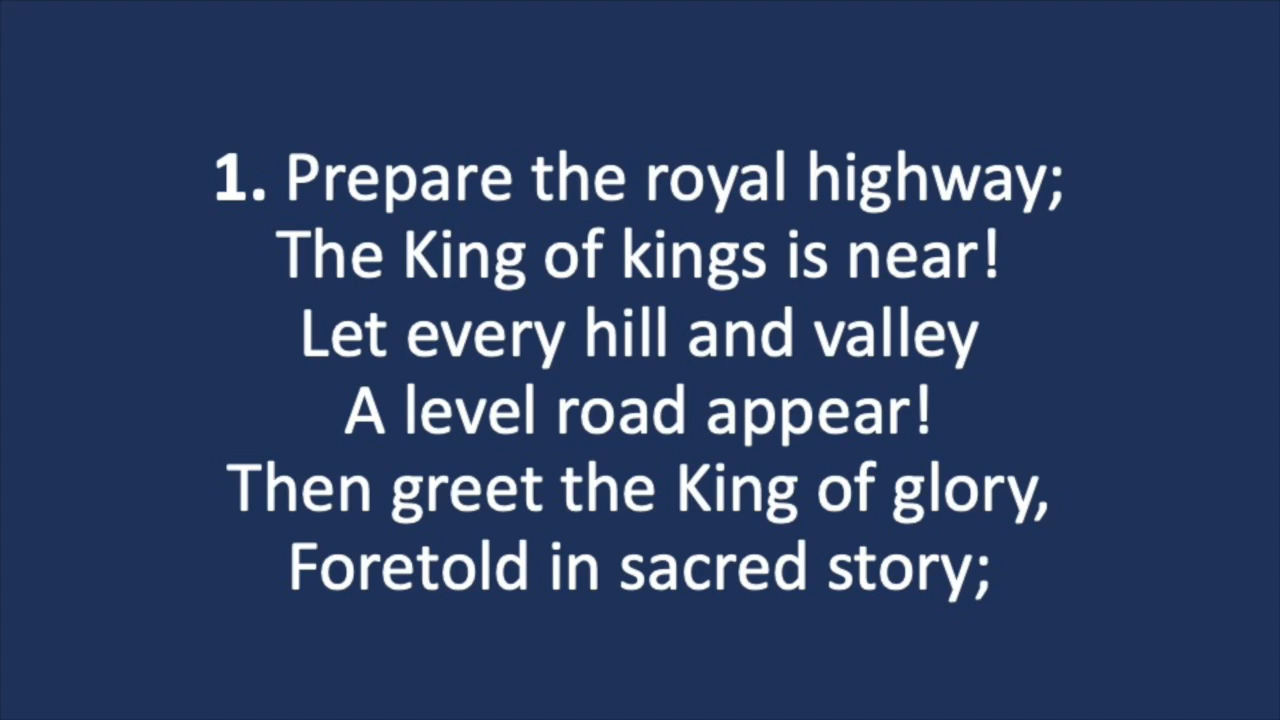 1. Prepare the royal highway;
The King of kings is near!
Let every hill and valley
A level road appear!
Then greet the King of glory,
Foretold in sacred story;